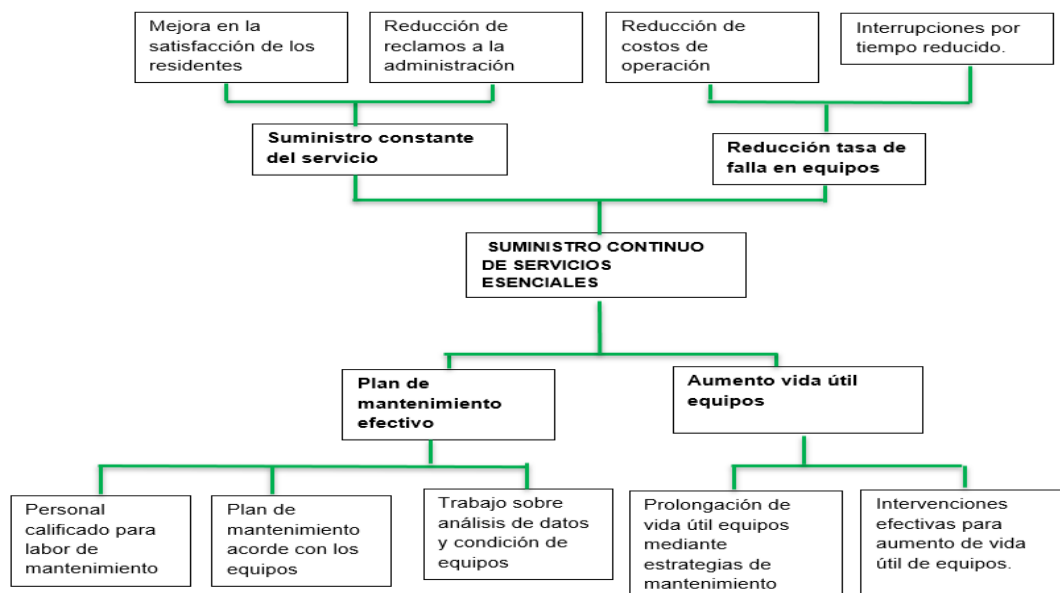 Mejora en la
satisfacción de los
residentes
Reducción de
reclamos a la
administración
Reducción de
costos de
operación
Interrupciones por
tiempo reducido.
Suministro constante
del servicio
Reducción tasa de
falla en equipos
SUMINISTRO CONTINUO
DE SERVICIOS
ESENCIALES
Plan de
mantenimiento
efectivo
Aumento vida útil
equipos
Personal
calificado para
labor de
mantenimiento
Plan de
mantenimiento
acorde con los
equipos
Trabajo sobre
análisis de datos
y condición de
equipos
Prolongación de
vida útil equipos
mediante
estrategias de
mantenimiento
Intervenciones
efectivas para
aumento de vida
útil de equipos.